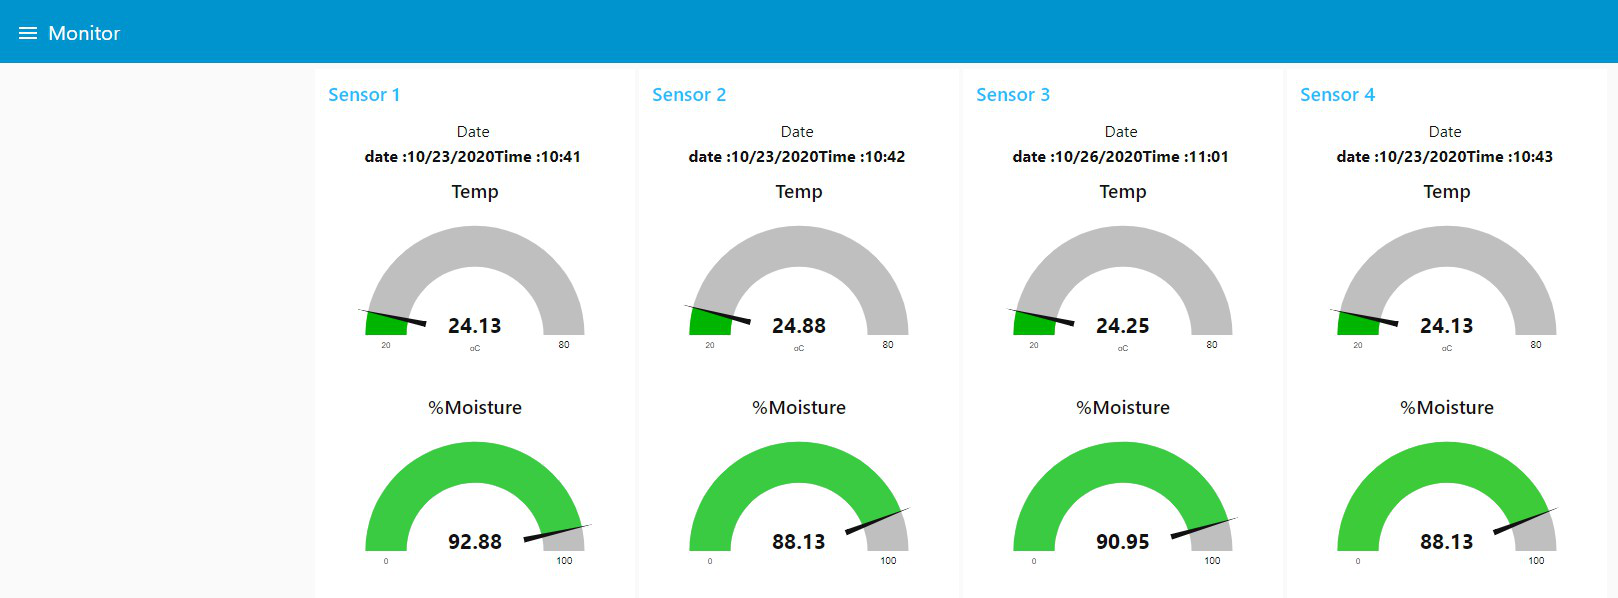 Monitor
Sensor 1
Date
date :10/23/2020Time :10:41
Temp
24.13
20
oC
80
%Moisture
92.88
0
100
Sensor 2
Date
date :10/23/2020Time :10:42
Temp
24.88
20
oC
80
%Moisture
88.13
0
100
Sensor 3
Date
date :10/26/2020Time :11:01
Temp
24.25
20
oC
80
%Moisture
90.95
0
100
Sensor 4
Date
date :10/23/2020Time :10:43
Temp
24.13
20
oC
80
%Moisture
88.13
0
100